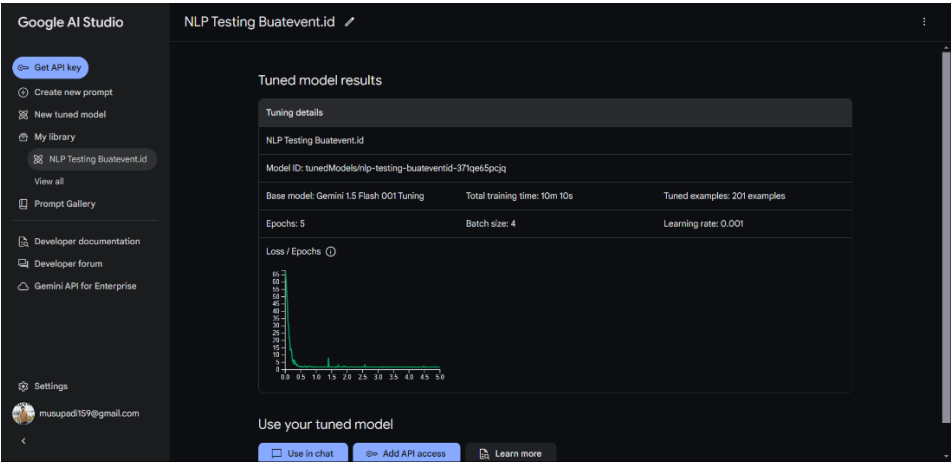 Google AI Studio
NLP Testing Buatevent.id
Get API key
Create new prompt
New tuned model
My library
NLP Testing Buatevent.id
View all
Prompt Gallery
Developer documentation
Developer forum
Gemini API for Enterprise
Settings
musupadi159@gmail.com
Tuned model results
Tuning details
NLP Testing Buatevent.id
Model ID: tunedModels/nlp-testing-buateventid-371qe65pcjq
Base model: Gemini 1.5 Flash 001 Tuning Total training time: 10m 10s Tuned examples: 201 examples
Epochs: 5 Batch size: 4 Learning rate: 0.001
Loss / Epochs
65
60
55
50
45
40
35
30
25
20
15
10
5
0
0.0 0.5 1.0 1.5 2.0 2.5 3.0 3.5 4.0 4.5 5.0
Use your tuned model
Use in chat Add API access Learn more